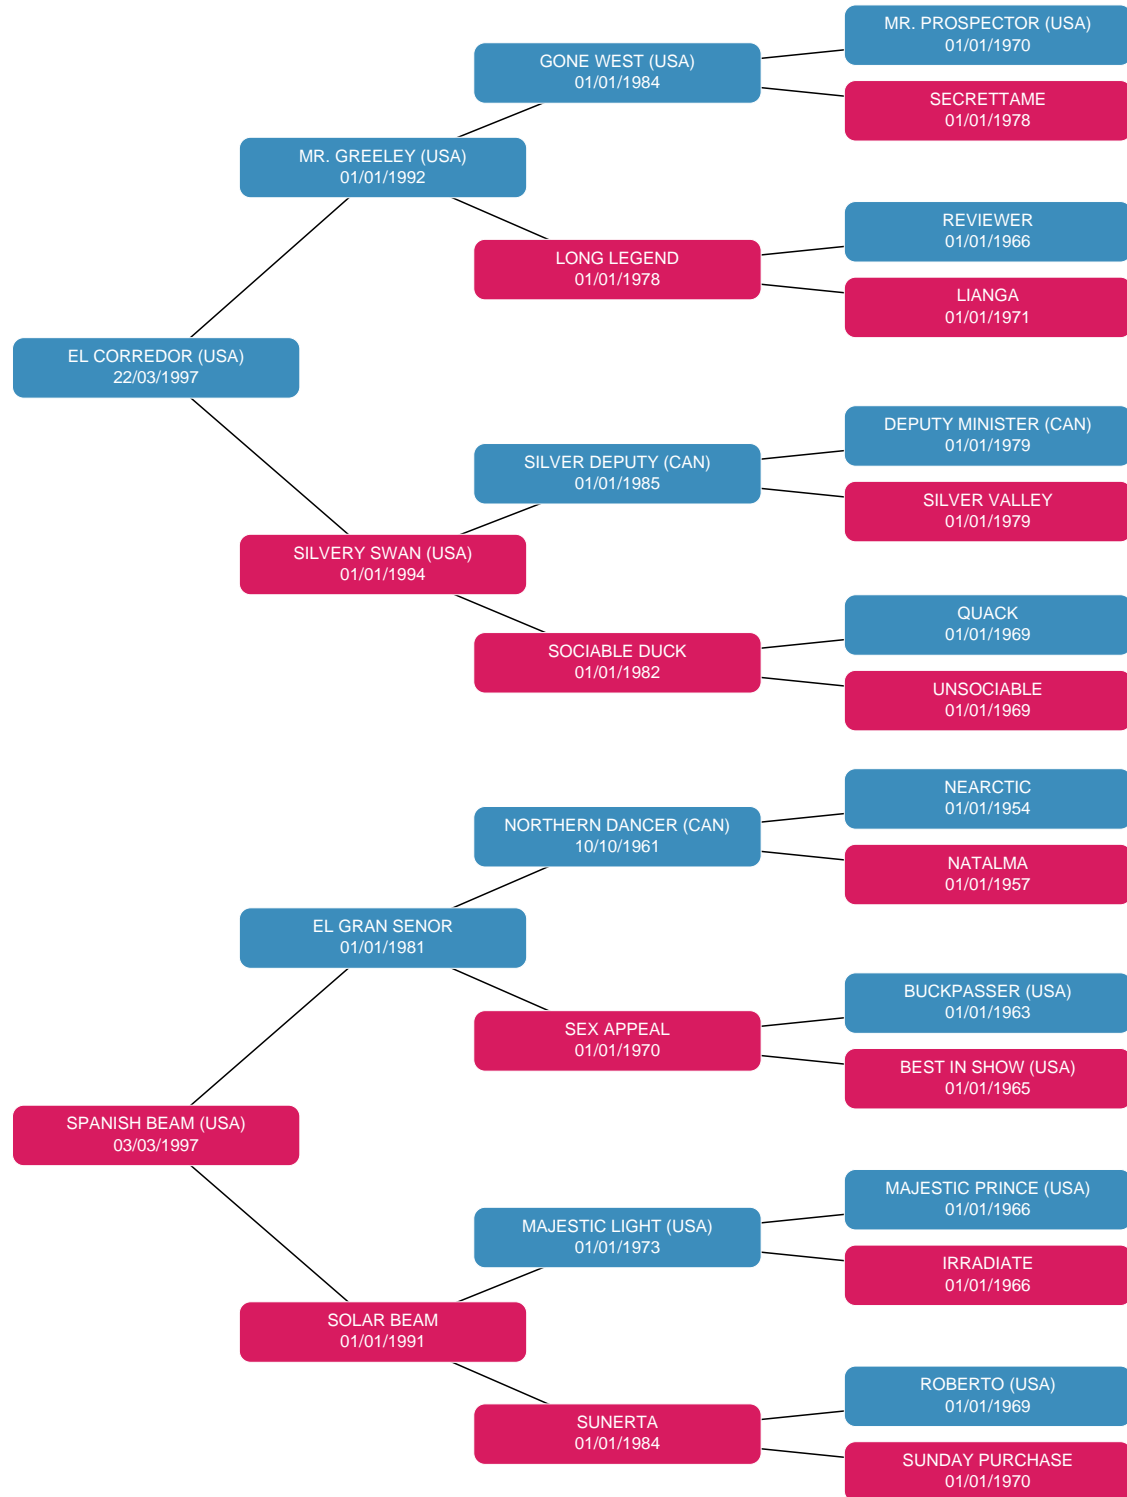 MR. PROSPECTOR (USA)
01/01/1970
GONE WEST (USA)
01/01/1984
SECRETTAME
01/01/1978
MR. GREELEY (USA)
01/01/1992
REVIEWER
01/01/1966
LONG LEGEND
01/01/1978
LIANGA
01/01/1971
EL CORREDOR (USA)
22/03/1997
DEPUTY MINISTER (CAN)
01/01/1979
SILVER DEPUTY (CAN)
01/01/1985
SILVER VALLEY
01/01/1979
SILVERY SWAN (USA)
01/01/1994
QUACK
01/01/1969
SOCIABLE DUCK
01/01/1982
UNSOCIABLE
01/01/1969
NEARCTIC
01/01/1954
NORTHERN DANCER (CAN)
10/10/1961
NATALMA
01/01/1957
EL GRAN SENOR
01/01/1981
BUCKPASSER (USA)
01/01/1963
SEX APPEAL
01/01/1970
BEST IN SHOW (USA)
01/01/1965
SPANISH BEAM (USA)
03/03/1997
MAJESTIC PRINCE (USA)
01/01/1966
MAJESTIC LIGHT (USA)
01/01/1973
IRRADIATE
01/01/1966
SOLAR BEAM
01/01/1991
ROBERTO (USA)
01/01/1969
SUNERTA
01/01/1984
SUNDAY PURCHASE
01/01/1970